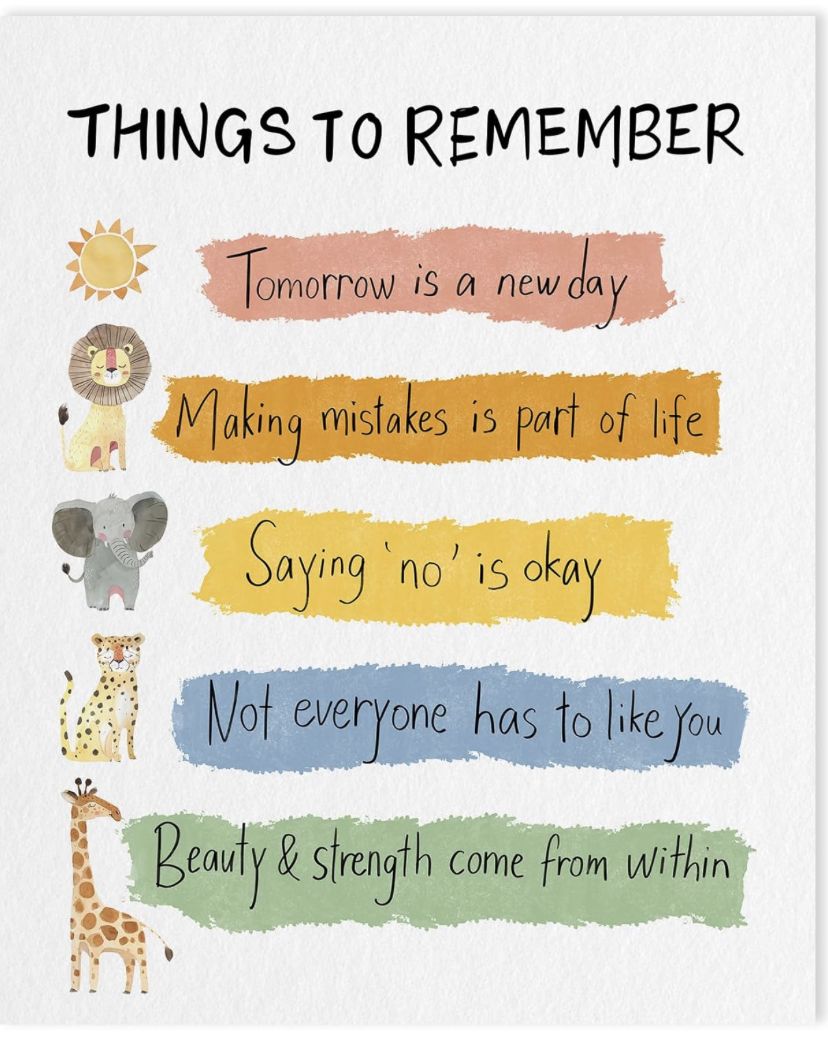 THINGS TO REMEMBER
Tomorrow is a new day
Making mistakes is part of life
Saying 'no' is okay
Not everyone has to like you
Beauty & strength come from within